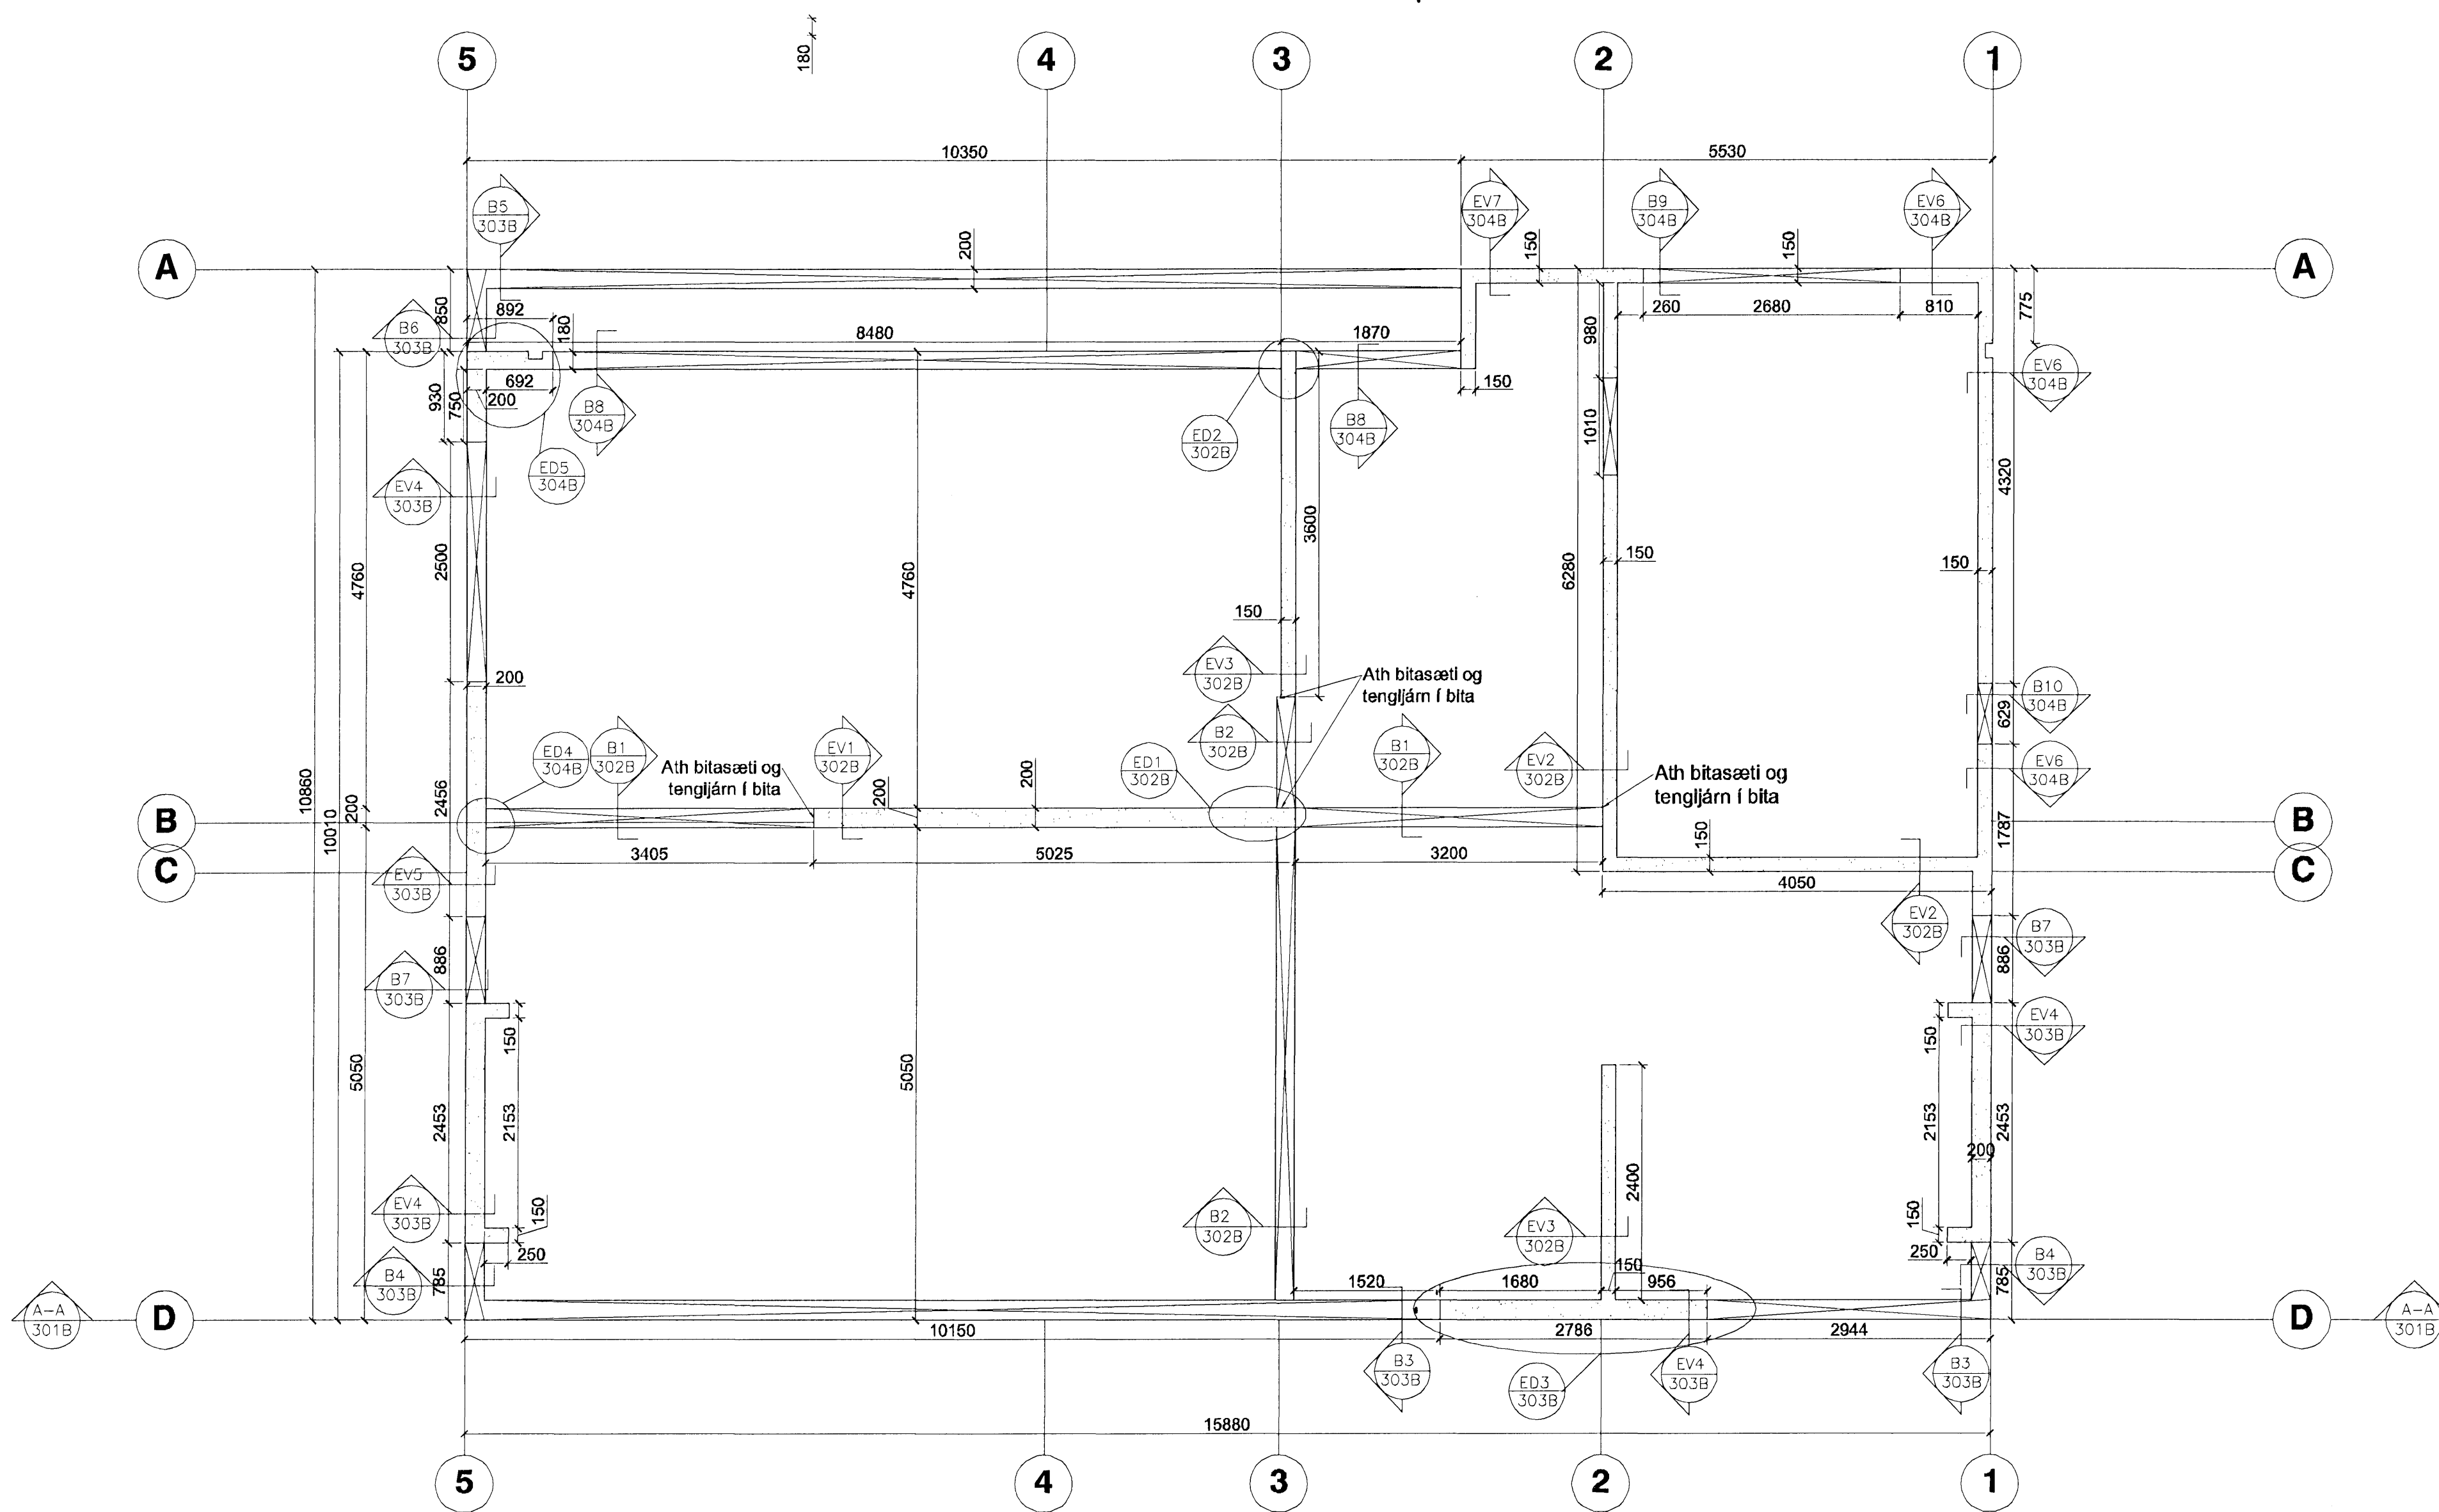 180
5
4
3
2
1
10350
5530
B5
303B
EV7
304B
B9
304B
EV6
304B
A
A
200
150
150
850
892
180
8480
1870
980
260
2680
810
775
B6
303B
930
750
692
200
B8
304B
ED5
304B
ED2
302B
B8
304B
150
1010
EV6
304B
EV4
303B
4320
3600
2500
4760
4760
6280
150
150
150
200
EV3
302B
Ath bitasæti og
tengljárn í bita
B10
304B
629
B2
302B
ED4
304B
B1
302B
EV1
302B
ED1
302B
B1
302B
EV2
302B
EV6
304B
Ath bitasæti og
tengljárn í bita
Ath bitasæti og
tengljárn í bita
10860
10010
200
2456
200
200
B
B
1787
150
3405
5025
3200
C
C
4050
EV5
303B
EV2
302B
B7
303B
886
886
B7
303B
150
150
EV4
303B
5050
5050
2453
2153
2153
2453
200
2400
EV4
303B
150
150
B2
302B
EV3
302B
250
250
B4
303B
785
785
B4
303B
1520
1680
150
956
A-A
301B
D
D
A-A
301B
10150
2786
2944
B3
303B
ED3
303B
EV4
303B
B3
303B
15880
5
4
3
2
1